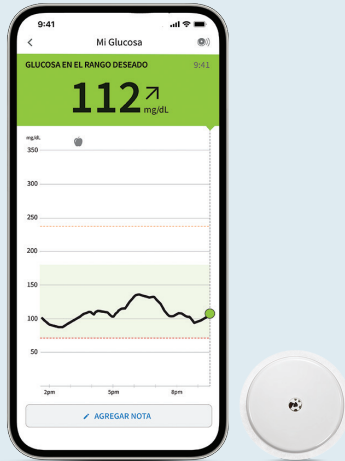 9:41
Mi Glucosa
GLUCOSA EN EL RANGO DESEADO 9:41
112 mg/dL
mg/dL
350
300
250
200
150
100
50
2pm 5pm 8pm
AGREGAR NOTA